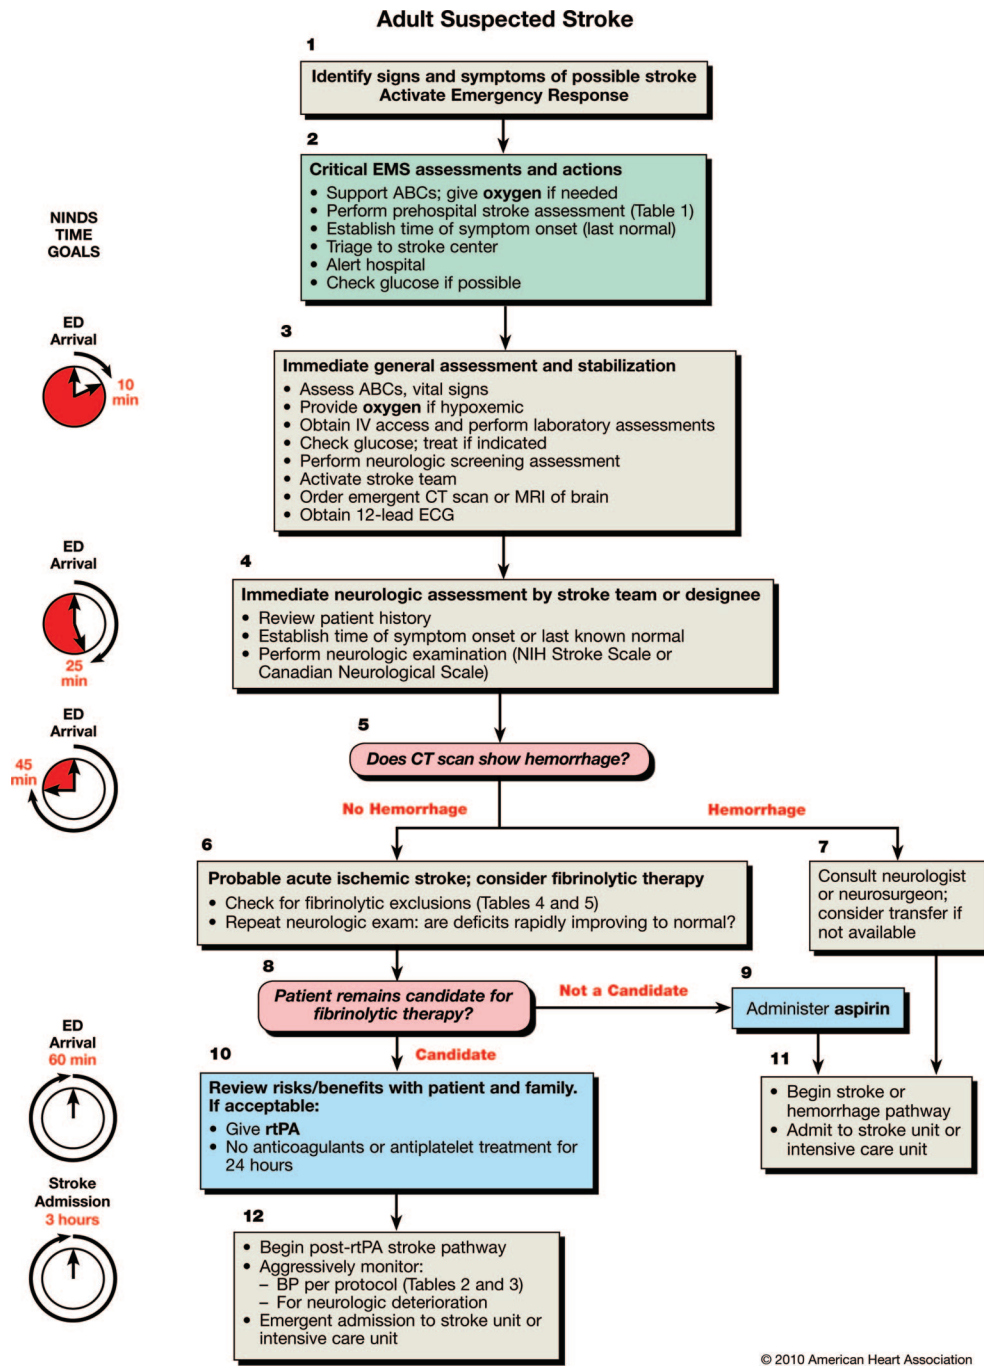 Adult Suspected Stroke
1
Identify signs and symptoms of possible stroke
Activate Emergency Response
2
Critical EMS assessments and actions
• Support ABCs; give oxygen if needed
• Perform prehospital stroke assessment (Table 1)
• Establish time of symptom onset (last normal)
• Triage to stroke center
• Alert hospital
• Check glucose if possible
NINDS
TIME
GOALS
ED
Arrival
10
min
3
Immediate general assessment and stabilization
• Assess ABCs, vital signs
• Provide oxygen if hypoxemic
• Obtain IV access and perform laboratory assessments
• Check glucose; treat if indicated
• Perform neurologic screening assessment
• Activate stroke team
• Order emergent CT scan or MRI of brain
• Obtain 12-lead ECG
ED
Arrival
25
min
4
Immediate neurologic assessment by stroke team or designee
• Review patient history
• Establish time of symptom onset or last known normal
• Perform neurologic examination (NIH Stroke Scale or
Canadian Neurological Scale)
ED
Arrival
45
min
5
Does CT scan show hemorrhage?
No Hemorrhage
Hemorrhage
6
Probable acute ischemic stroke; consider fibrinolytic therapy
• Check for fibrinolytic exclusions (Tables 4 and 5)
• Repeat neurologic exam: are deficits rapidly improving to normal?
7
Consult neurologist
or neurosurgeon;
consider transfer if
not available
8
Patient remains candidate for
fibrinolytic therapy?
Not a Candidate
9
Administer aspirin
Candidate
ED
Arrival
60 min
10
Review risks/benefits with patient and family.
If acceptable:
• Give rtPA
• No anticoagulants or antiplatelet treatment for
24 hours
11
• Begin stroke or
hemorrhage pathway
• Admit to stroke unit or
intensive care unit
Stroke
Admission
3 hours
12
• Begin post-rtPA stroke pathway
• Aggressively monitor:
– BP per protocol (Tables 2 and 3)
– For neurologic deterioration
• Emergent admission to stroke unit or
intensive care unit
© 2010 American Heart Association